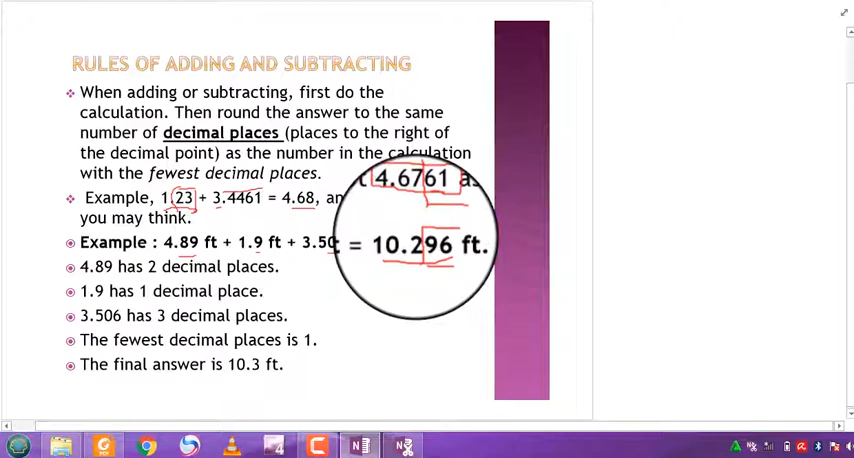 RULES OF ADDING AND SUBTRACTING
When adding or subtracting, first do the
calculation. Then round the answer to the same
number of decimal places (places to the right of
the decimal point) as the number in the calculation
with the fewest decimal places.
Example, 1.23 + 3.4461 = 4.68, 4.6761 as
you may think.
Example : 4.89 ft + 1.9 ft + 3.50 = 10.296 ft.
4.89 has 2 decimal places.
1.9 has 1 decimal place.
3.506 has 3 decimal places.
The fewest decimal places is 1.
The final answer is 10.3 ft.